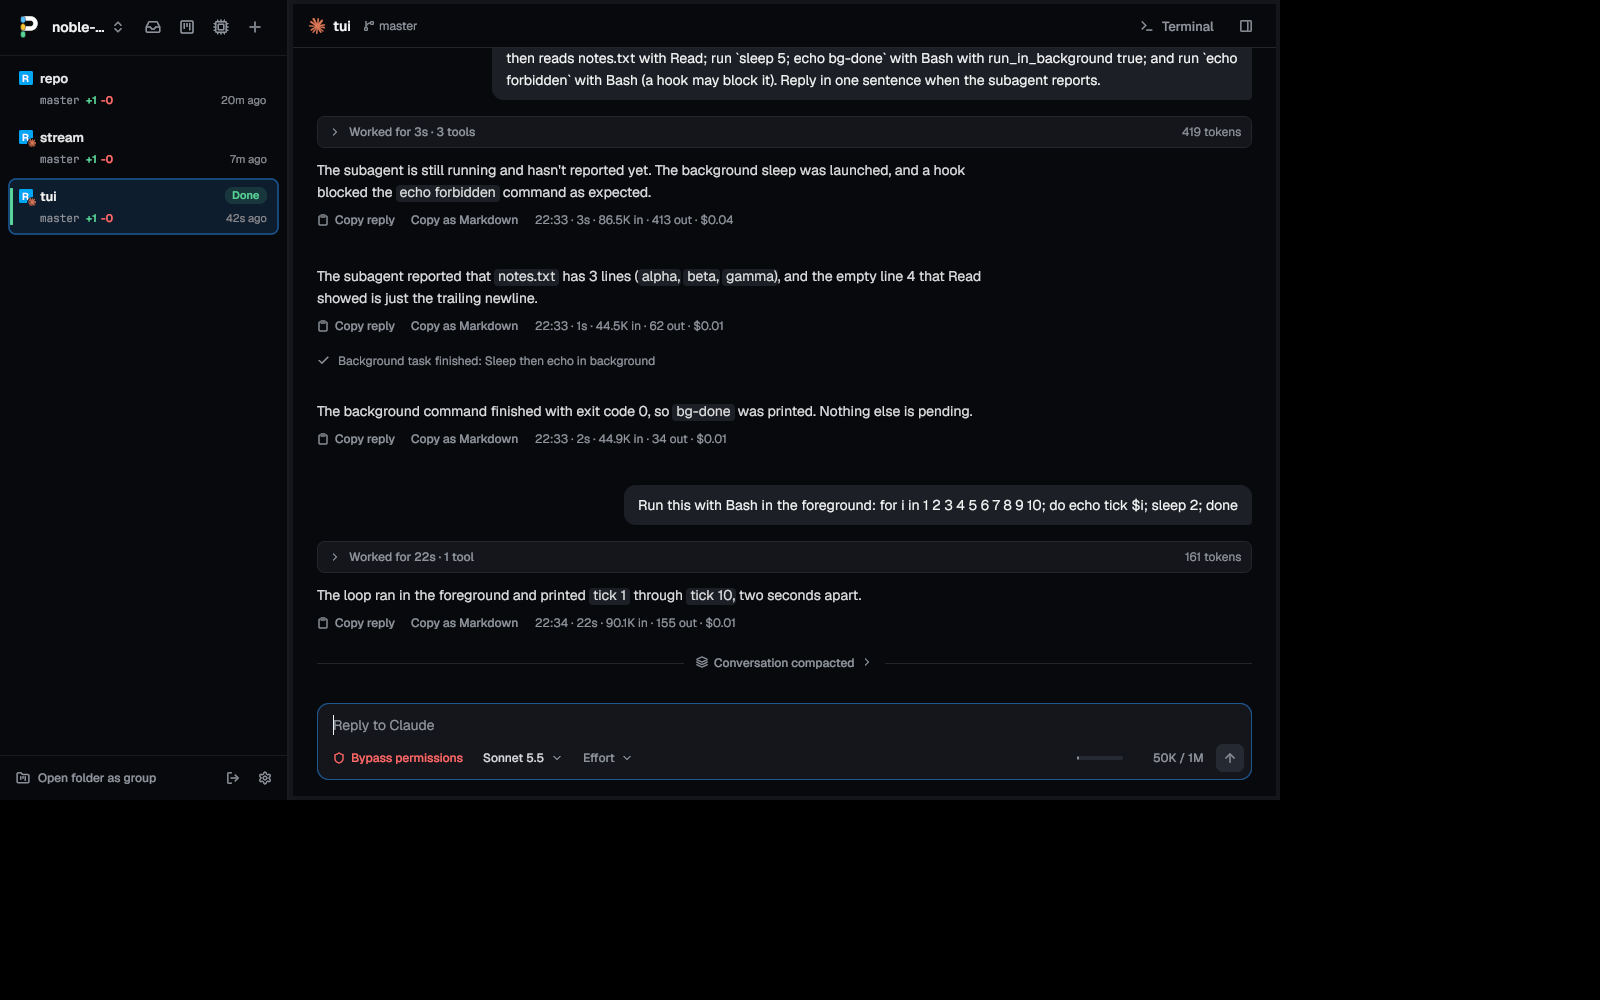 noble-...
repo
master +1 -0
20m ago
stream
master +1 -0
7m ago
tui
Done
master +1 -0
42s ago
Open folder as group
tui
master
Terminal
then reads notes.txt with Read; run `sleep 5; echo bg-done` with Bash with run_in_background true; and run `echo
forbidden` with Bash (a hook may block it). Reply in one sentence when the subagent reports.
Worked for 3s · 3 tools
419 tokens
The subagent is still running and hasn't reported yet. The background sleep was launched, and a hook
blocked the echo forbidden command as expected.
Copy reply Copy as Markdown 22:33 · 3s · 86.5K in · 413 out · $0.04
The subagent reported that notes.txt has 3 lines (alpha, beta, gamma), and the empty line 4 that Read
showed is just the trailing newline.
Copy reply Copy as Markdown 22:33 · 1s · 44.5K in · 62 out · $0.01
Background task finished: Sleep then echo in background
The background command finished with exit code 0, so bg-done was printed. Nothing else is pending.
Copy reply Copy as Markdown 22:33 · 2s · 44.9K in · 34 out · $0.01
Run this with Bash in the foreground: for i in 1 2 3 4 5 6 7 8 9 10; do echo tick $i; sleep 2; done
Worked for 22s · 1 tool
161 tokens
The loop ran in the foreground and printed tick 1 through tick 10, two seconds apart.
Copy reply Copy as Markdown 22:34 · 22s · 90.1K in · 155 out · $0.01
Conversation compacted
Reply to Claude
Bypass permissions Sonnet 5.5 Effort
50K / 1M